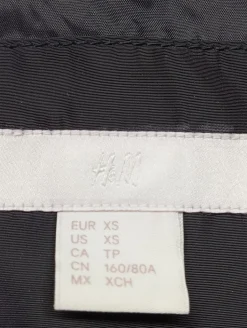 H&M
EUR XS
US XS
CA TP
CN 160/80A
MX XCH